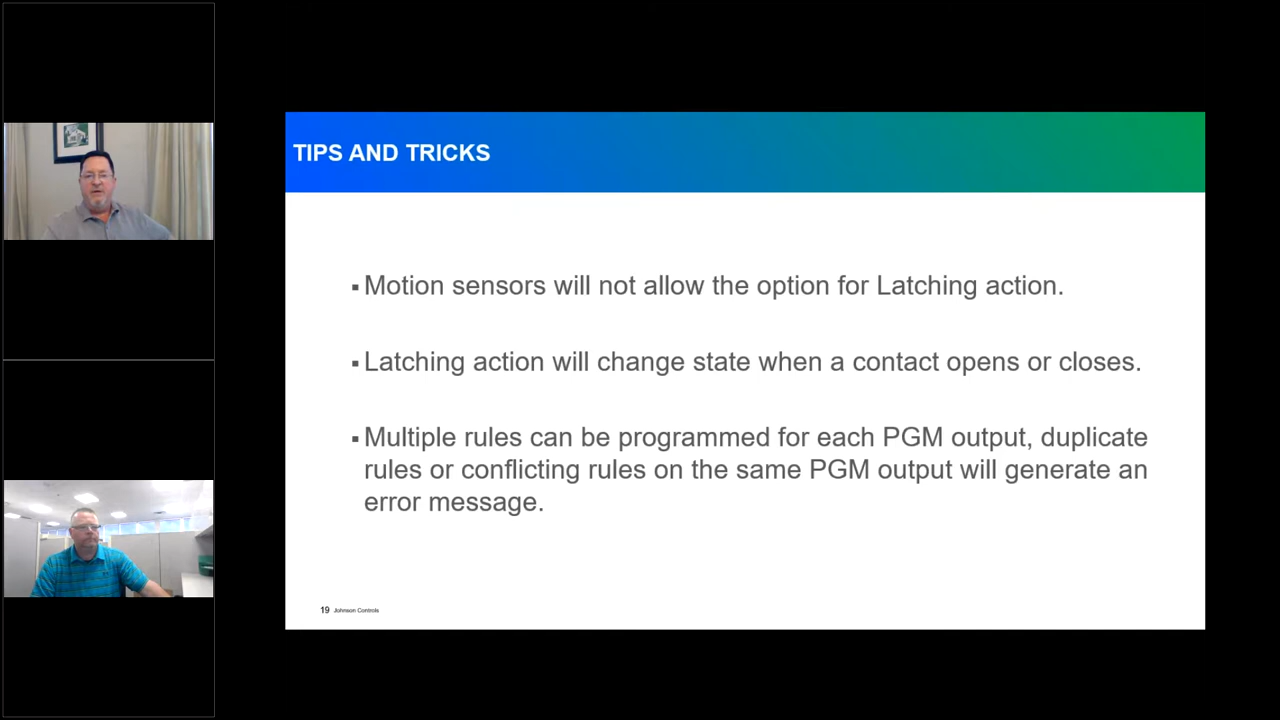 TIPS AND TRICKS
▪ Motion sensors will not allow the option for Latching action.
▪ Latching action will change state when a contact opens or closes.
▪ Multiple rules can be programmed for each PGM output, duplicate
rules or conflicting rules on the same PGM output will generate an
error message.
19 Johnson Controls